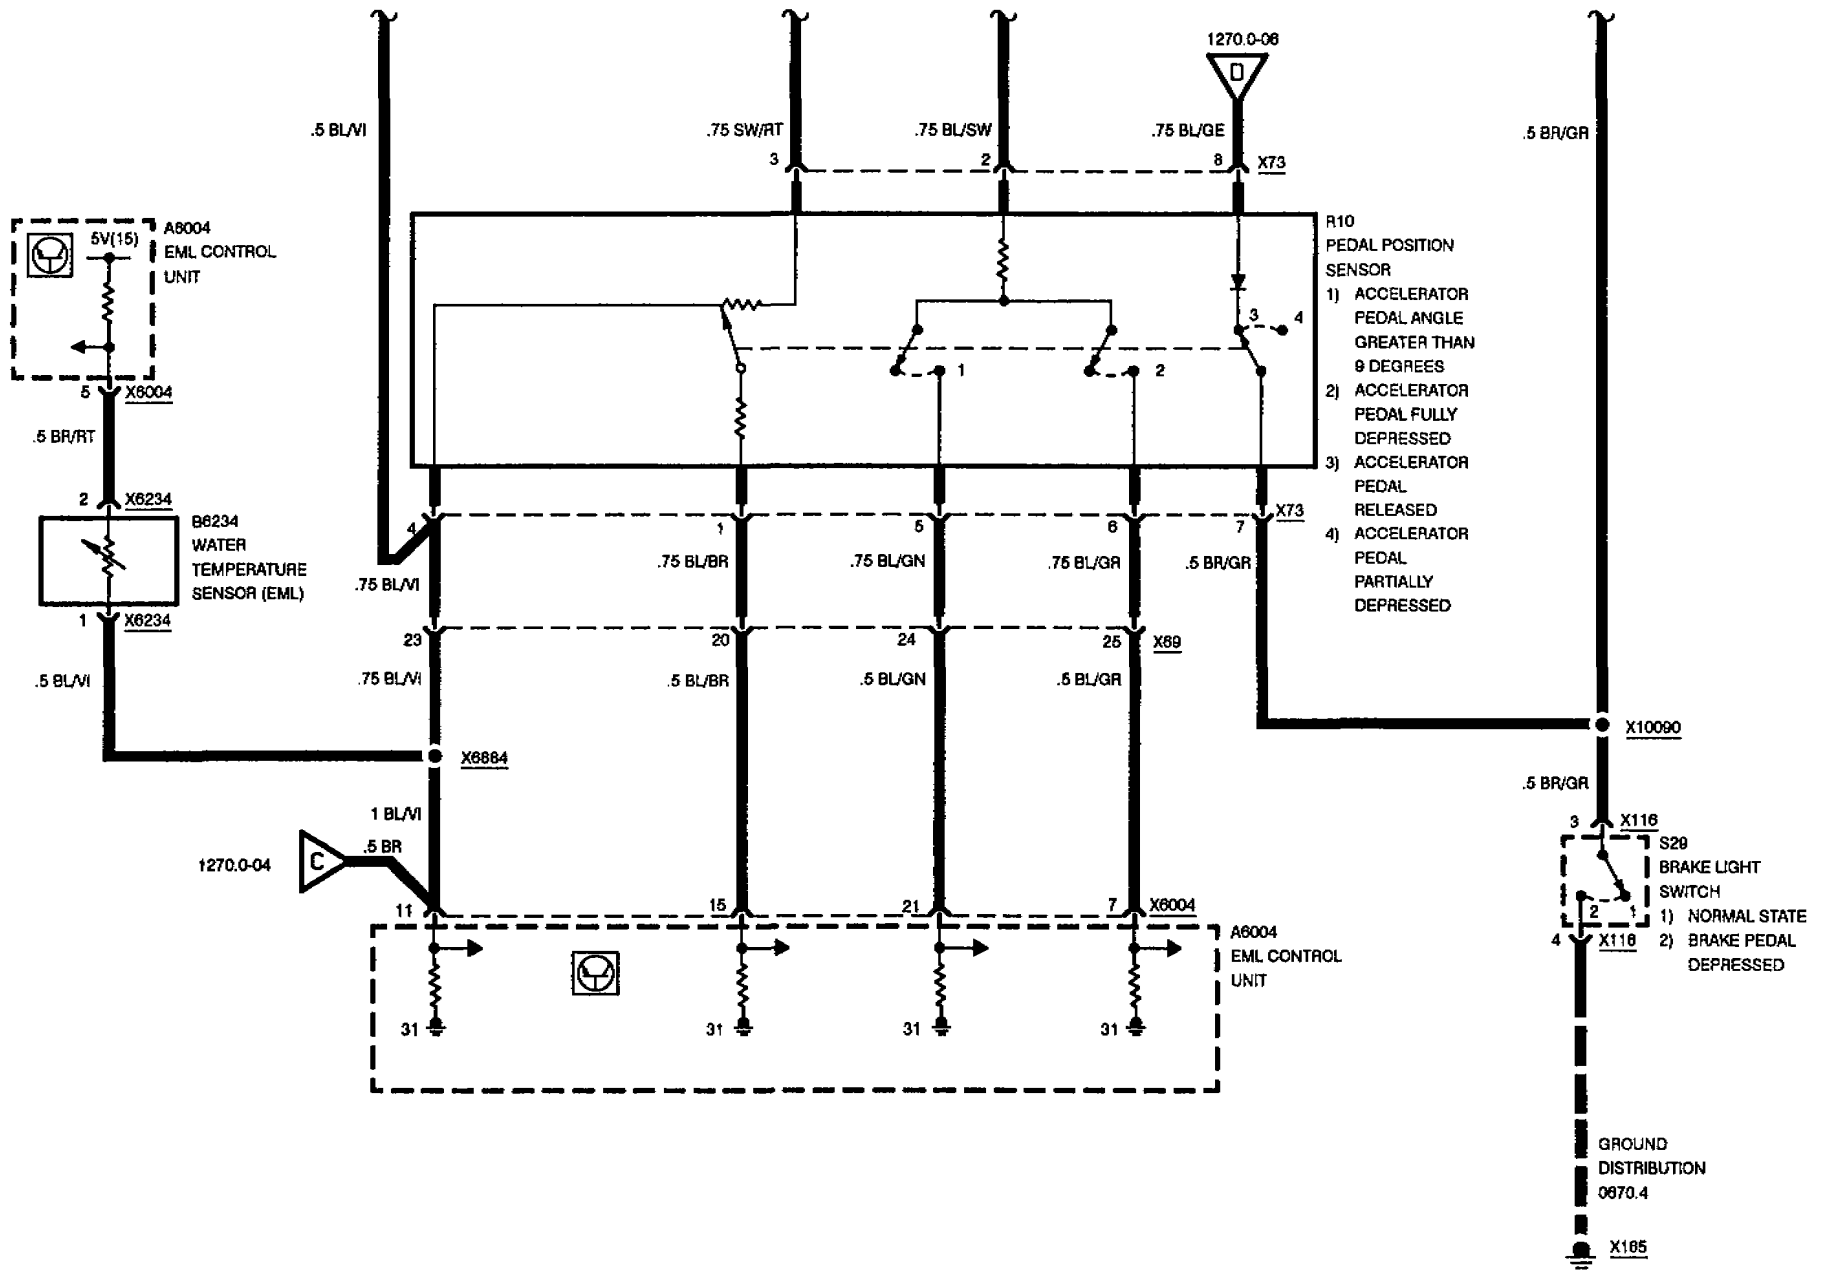 1270.0-06
D
.5 BL/VI
.75 SW/RT
.75 BL/SW
.75 BL/GE
.5 BR/GR
3
2
8
X73
A6004
EML CONTROL
UNIT
5V(15)
R10
PEDAL POSITION
SENSOR
1) ACCELERATOR
PEDAL ANGLE
GREATER THAN
9 DEGREES
2) ACCELERATOR
PEDAL FULLY
DEPRESSED
3) ACCELERATOR
PEDAL
RELEASED
4) ACCELERATOR
PEDAL
PARTIALLY
DEPRESSED
3
4
1
2
5
X6004
.5 BR/RT
2
X6234
B6234
WATER
TEMPERATURE
SENSOR (EML)
1
X6234
.5 BL/VI
4
1
5
6
7
X73
.75 BL/VI
.75 BL/BR
.75 BL/GN
.75 BL/GR
.5 BR/GR
23
20
24
25
X69
.75 BL/VI
.5 BL/BR
.5 BL/GN
.5 BL/GR
X6884
X10090
.5 BR/GR
1 BL/VI
.5 BR
1270.0-04
C
3
X116
S29
BRAKE LIGHT
SWITCH
1) NORMAL STATE
2) BRAKE PEDAL
DEPRESSED
2
1
4
X116
11
15
21
7
X6004
A6004
EML CONTROL
UNIT
31
31
31
31
GROUND
DISTRIBUTION
0670.4
X165